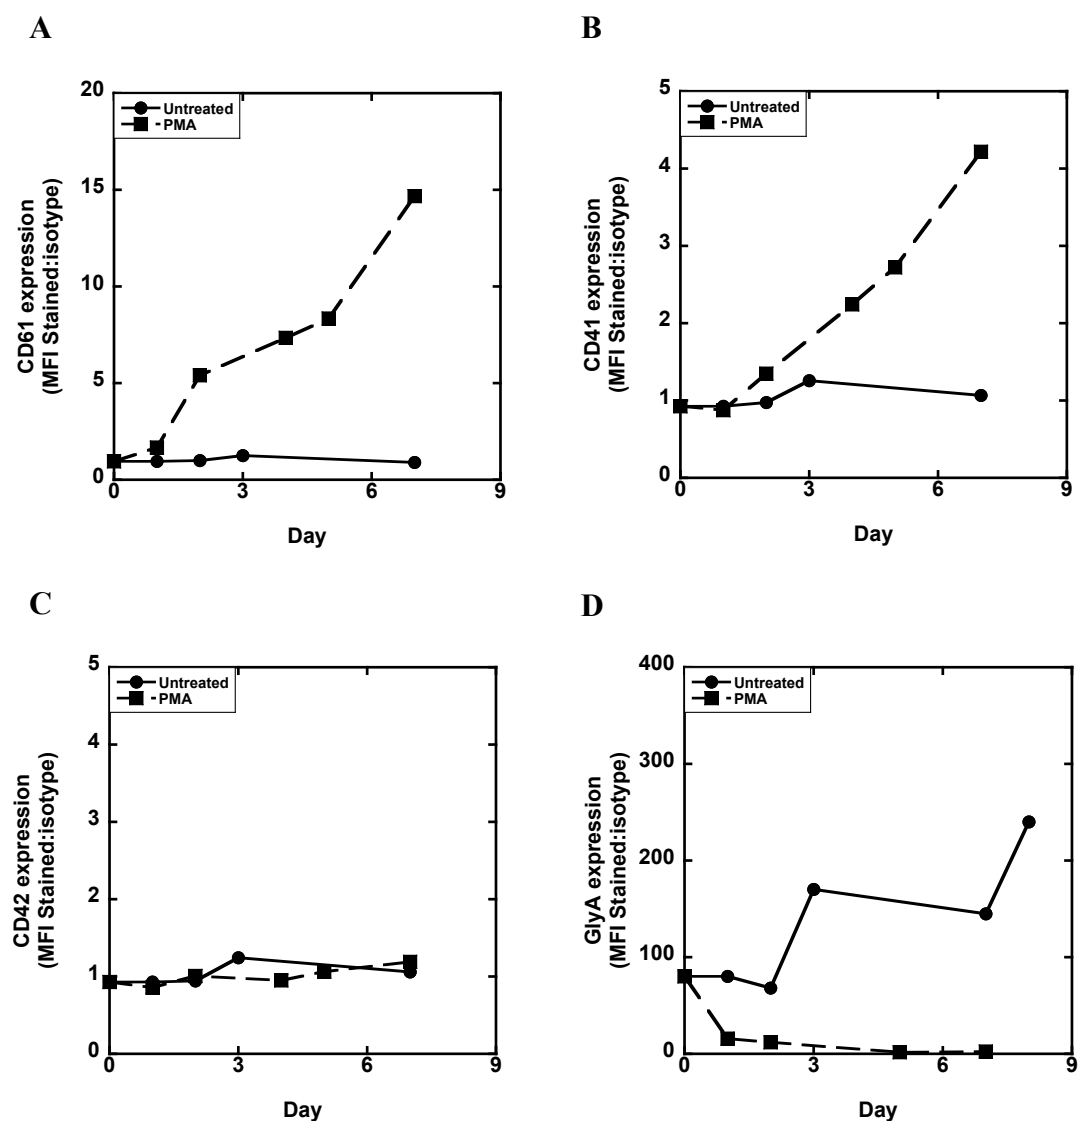 A
Untreated
PMA
CD61 expression
(MFI Stained:isotype)
20
15
10
5
0
0 3 6 9
Day
B
Untreated
PMA
CD41 expression
(MFI Stained:isotype)
5
4
3
2
1
0
0 3 6 9
Day
C
Untreated
PMA
CD42 expression
(MFI Stained:isotype)
5
4
3
2
1
0
0 3 6 9
Day
D
Untreated
PMA
GlyA expression
(MFI Stained:isotype)
400
300
200
100
0
0 3 6 9
Day